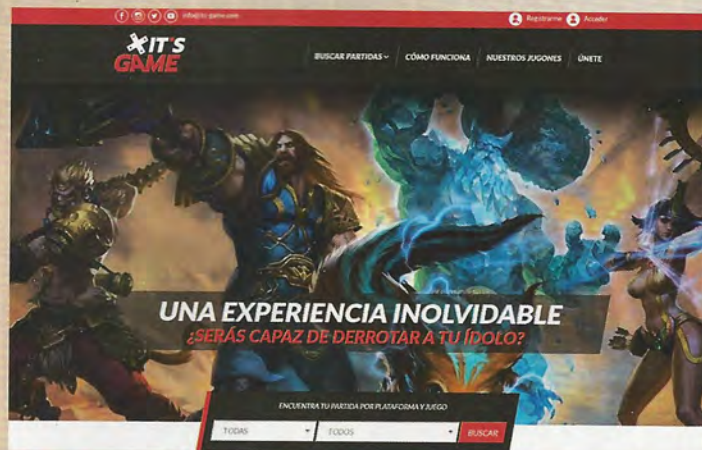 info@its-game.com
Registrarme Acceder
IT'S
GAME
BUSCAR PARTIDAS CÓMO FUNCIONA NUESTROS JUGONES ÚNETE
UNA EXPERIENCIA INOLVIDABLE
¿SERÁS CAPAZ DE DERROTAR A TU ÍDOLO?
ENCUENTRA TU PARTIDA POR PLATAFORMA Y JUEGO
TODAS TODOS BUSCAR